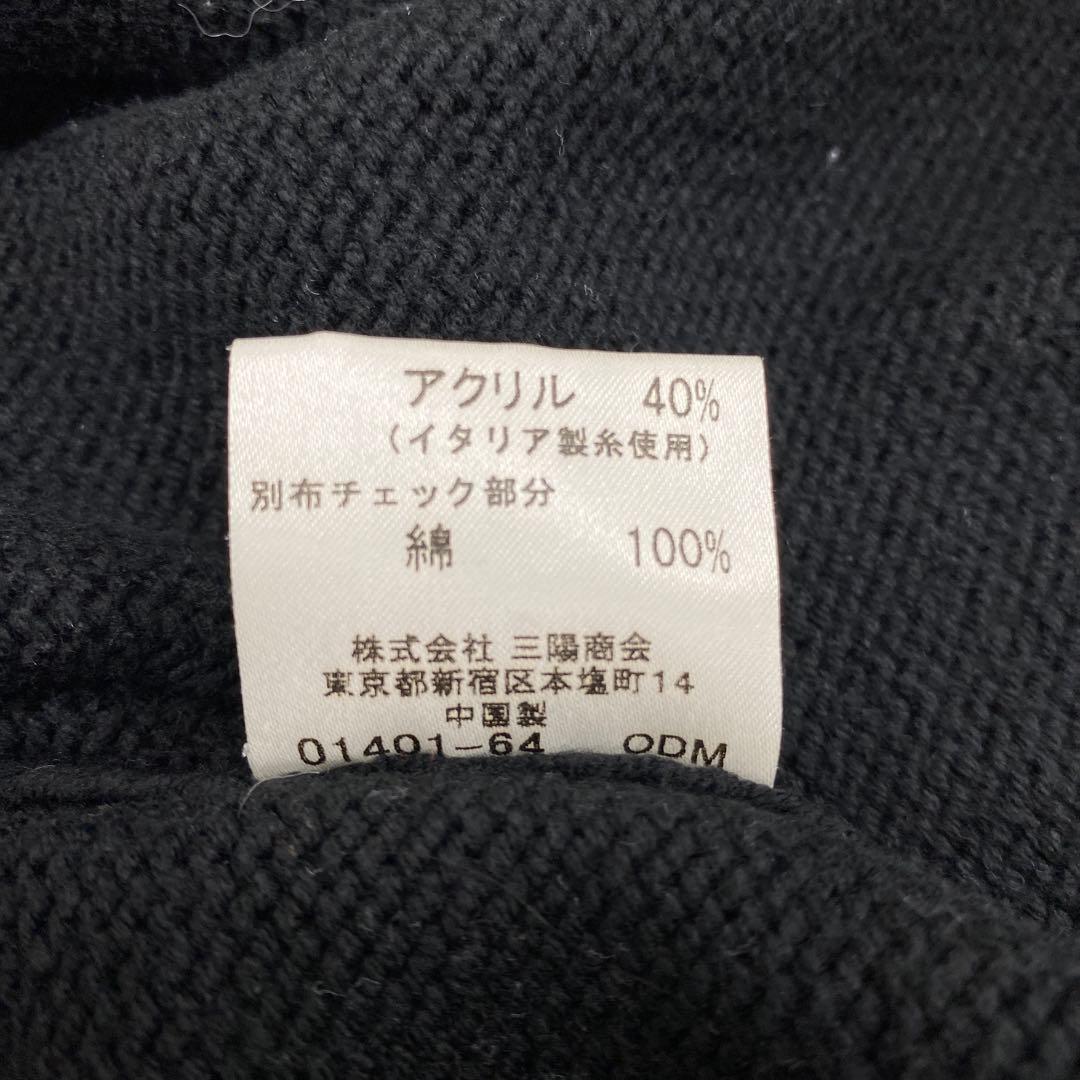 アクリル 40%
(イタリア製糸使用)
別布チェック部分
綿 100%
株式会社 三陽商会
東京都新宿区本塩町14
中国製
01401-64 ODM